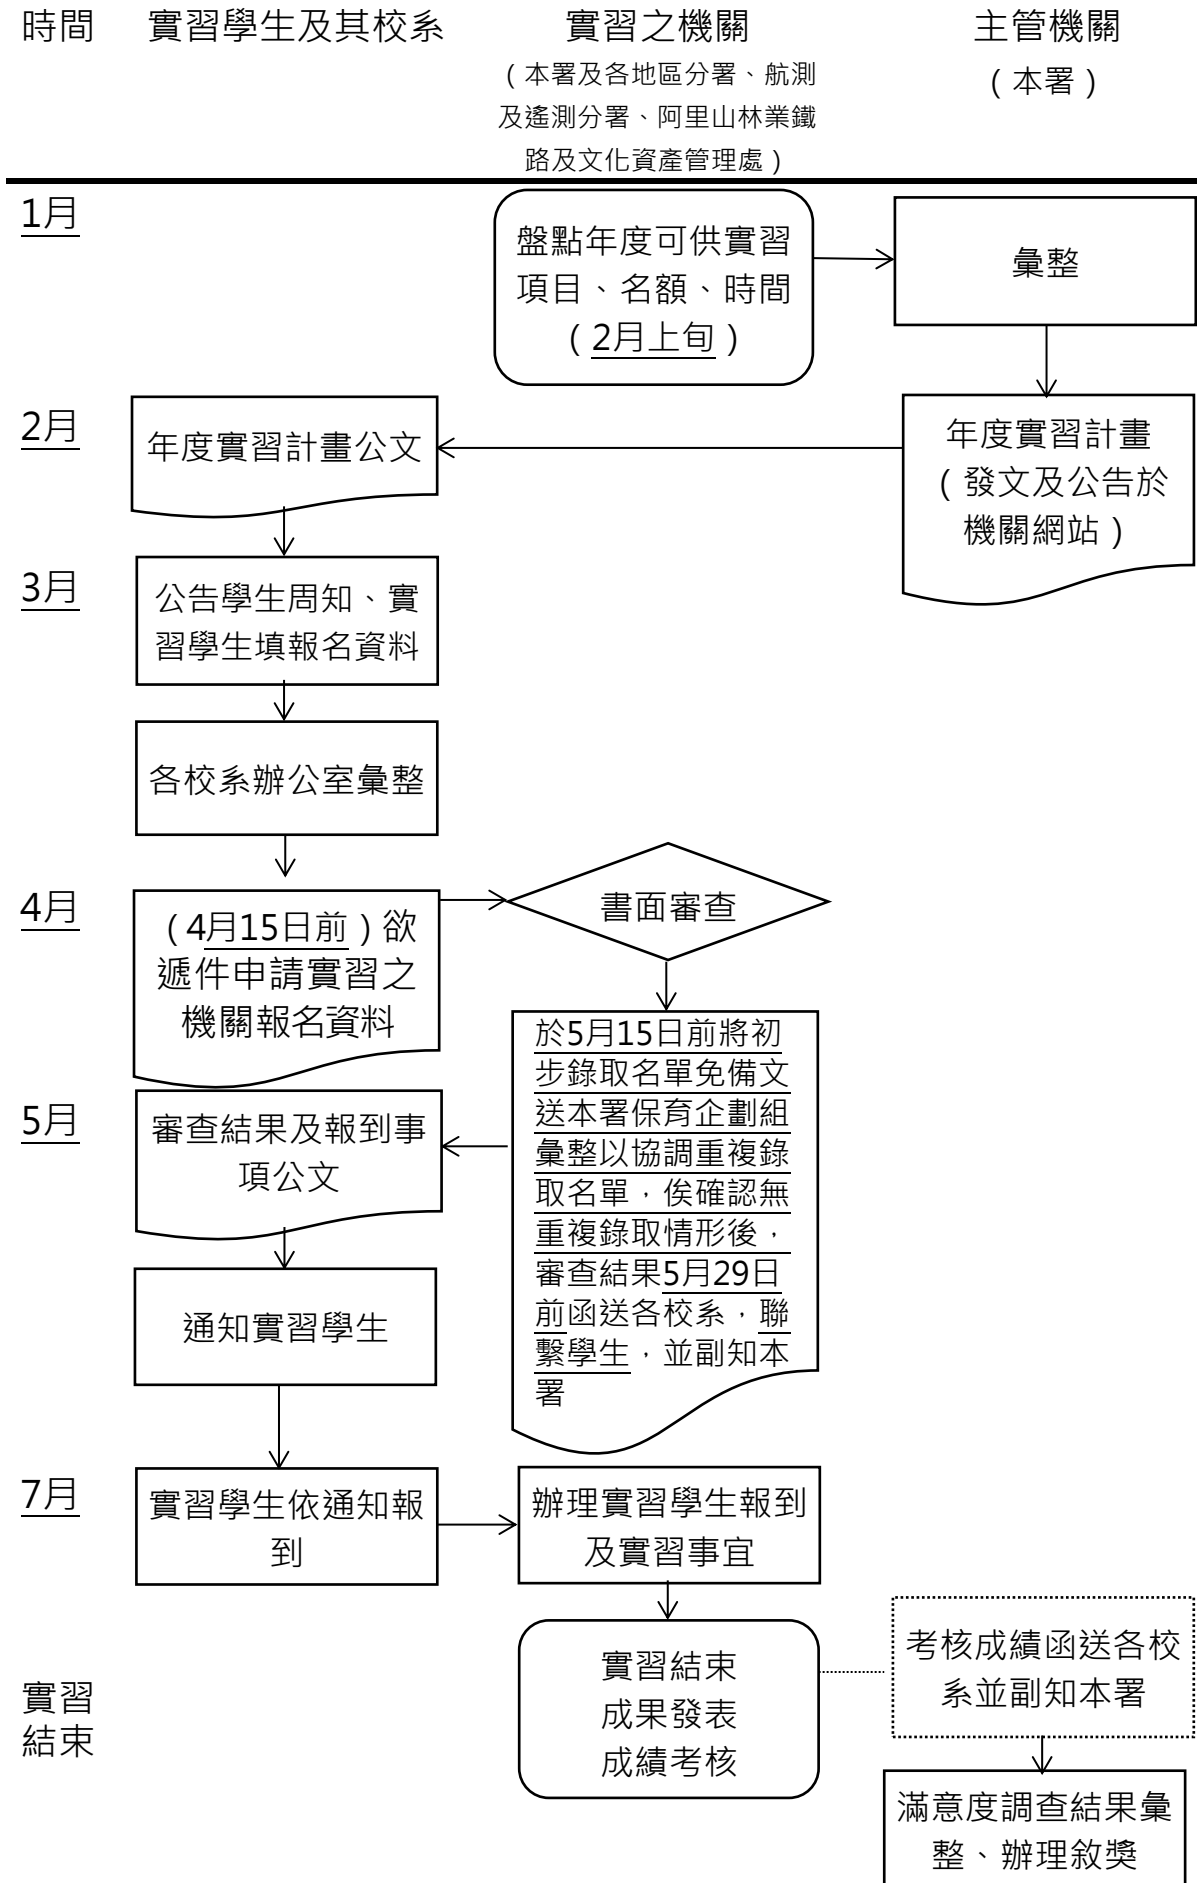 時間
實習學生及其校系
實習之機關
主管機關
（本署及各地區分署、航測
及遙測分署、阿里山林業鐵
路及文化資產管理處）
（本署）
1月
盤點年度可供實習
項目、名額、時間
（2月上旬）
彙整
2月
年度實習計畫公文
年度實習計畫
（發文及公告於
機關網站）
3月
公告學生周知、實
習學生填報名資料
各校系辦公室彙整
4月
（4月15日前）欲
遞件申請實習之
機關報名資料
書面審查
於5月15日前將初
步錄取名單免備文
送本署保育企劃組
彙整以協調重複錄
取名單，俟確認無
重複錄取情形後，
審查結果5月29日
前函送各校系，聯
繫學生，並副知本
署
5月
審查結果及報到事
項公文
通知實習學生
7月
實習學生依通知報
到
辦理實習學生報到
及實習事宜
實習
結束
實習結束
成果發表
成績考核
考核成績函送各校
系並副知本署
滿意度調查結果彙
整、辦理敘獎